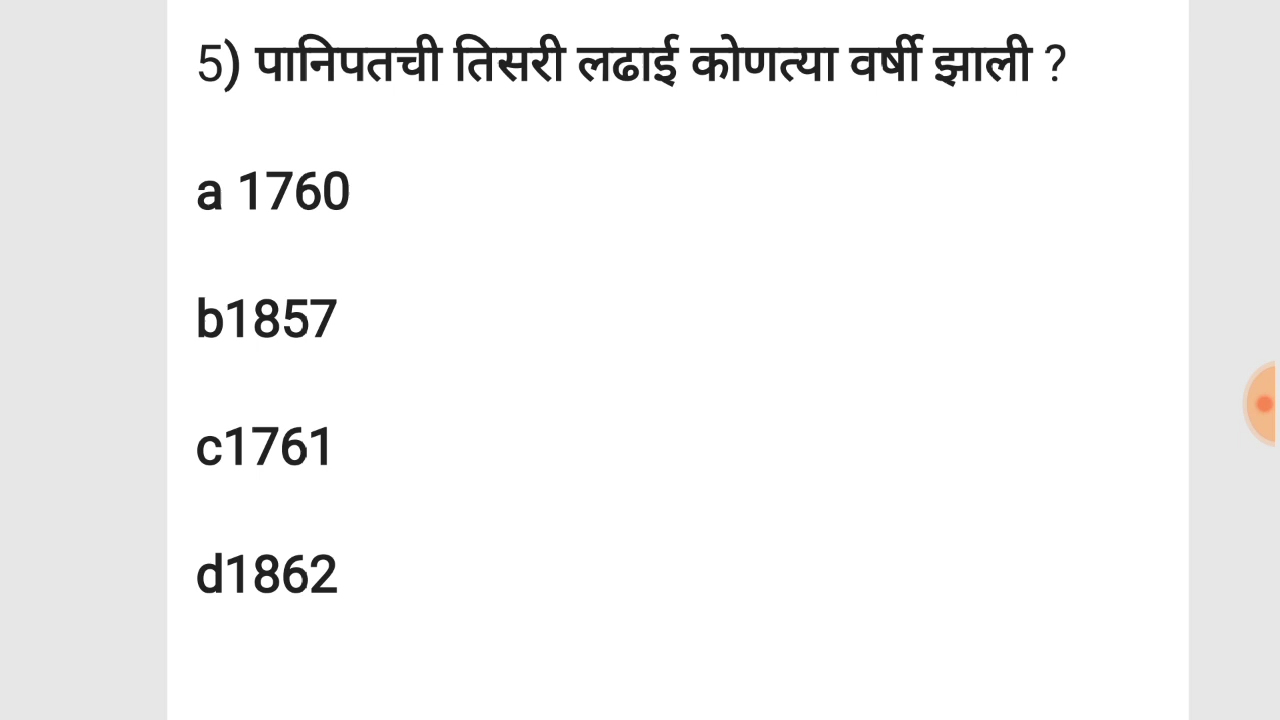 5) पानिपतची तिसरी लढाई कोणत्या वर्षी झाली ?
a 1760
b1857
c1761
d1862